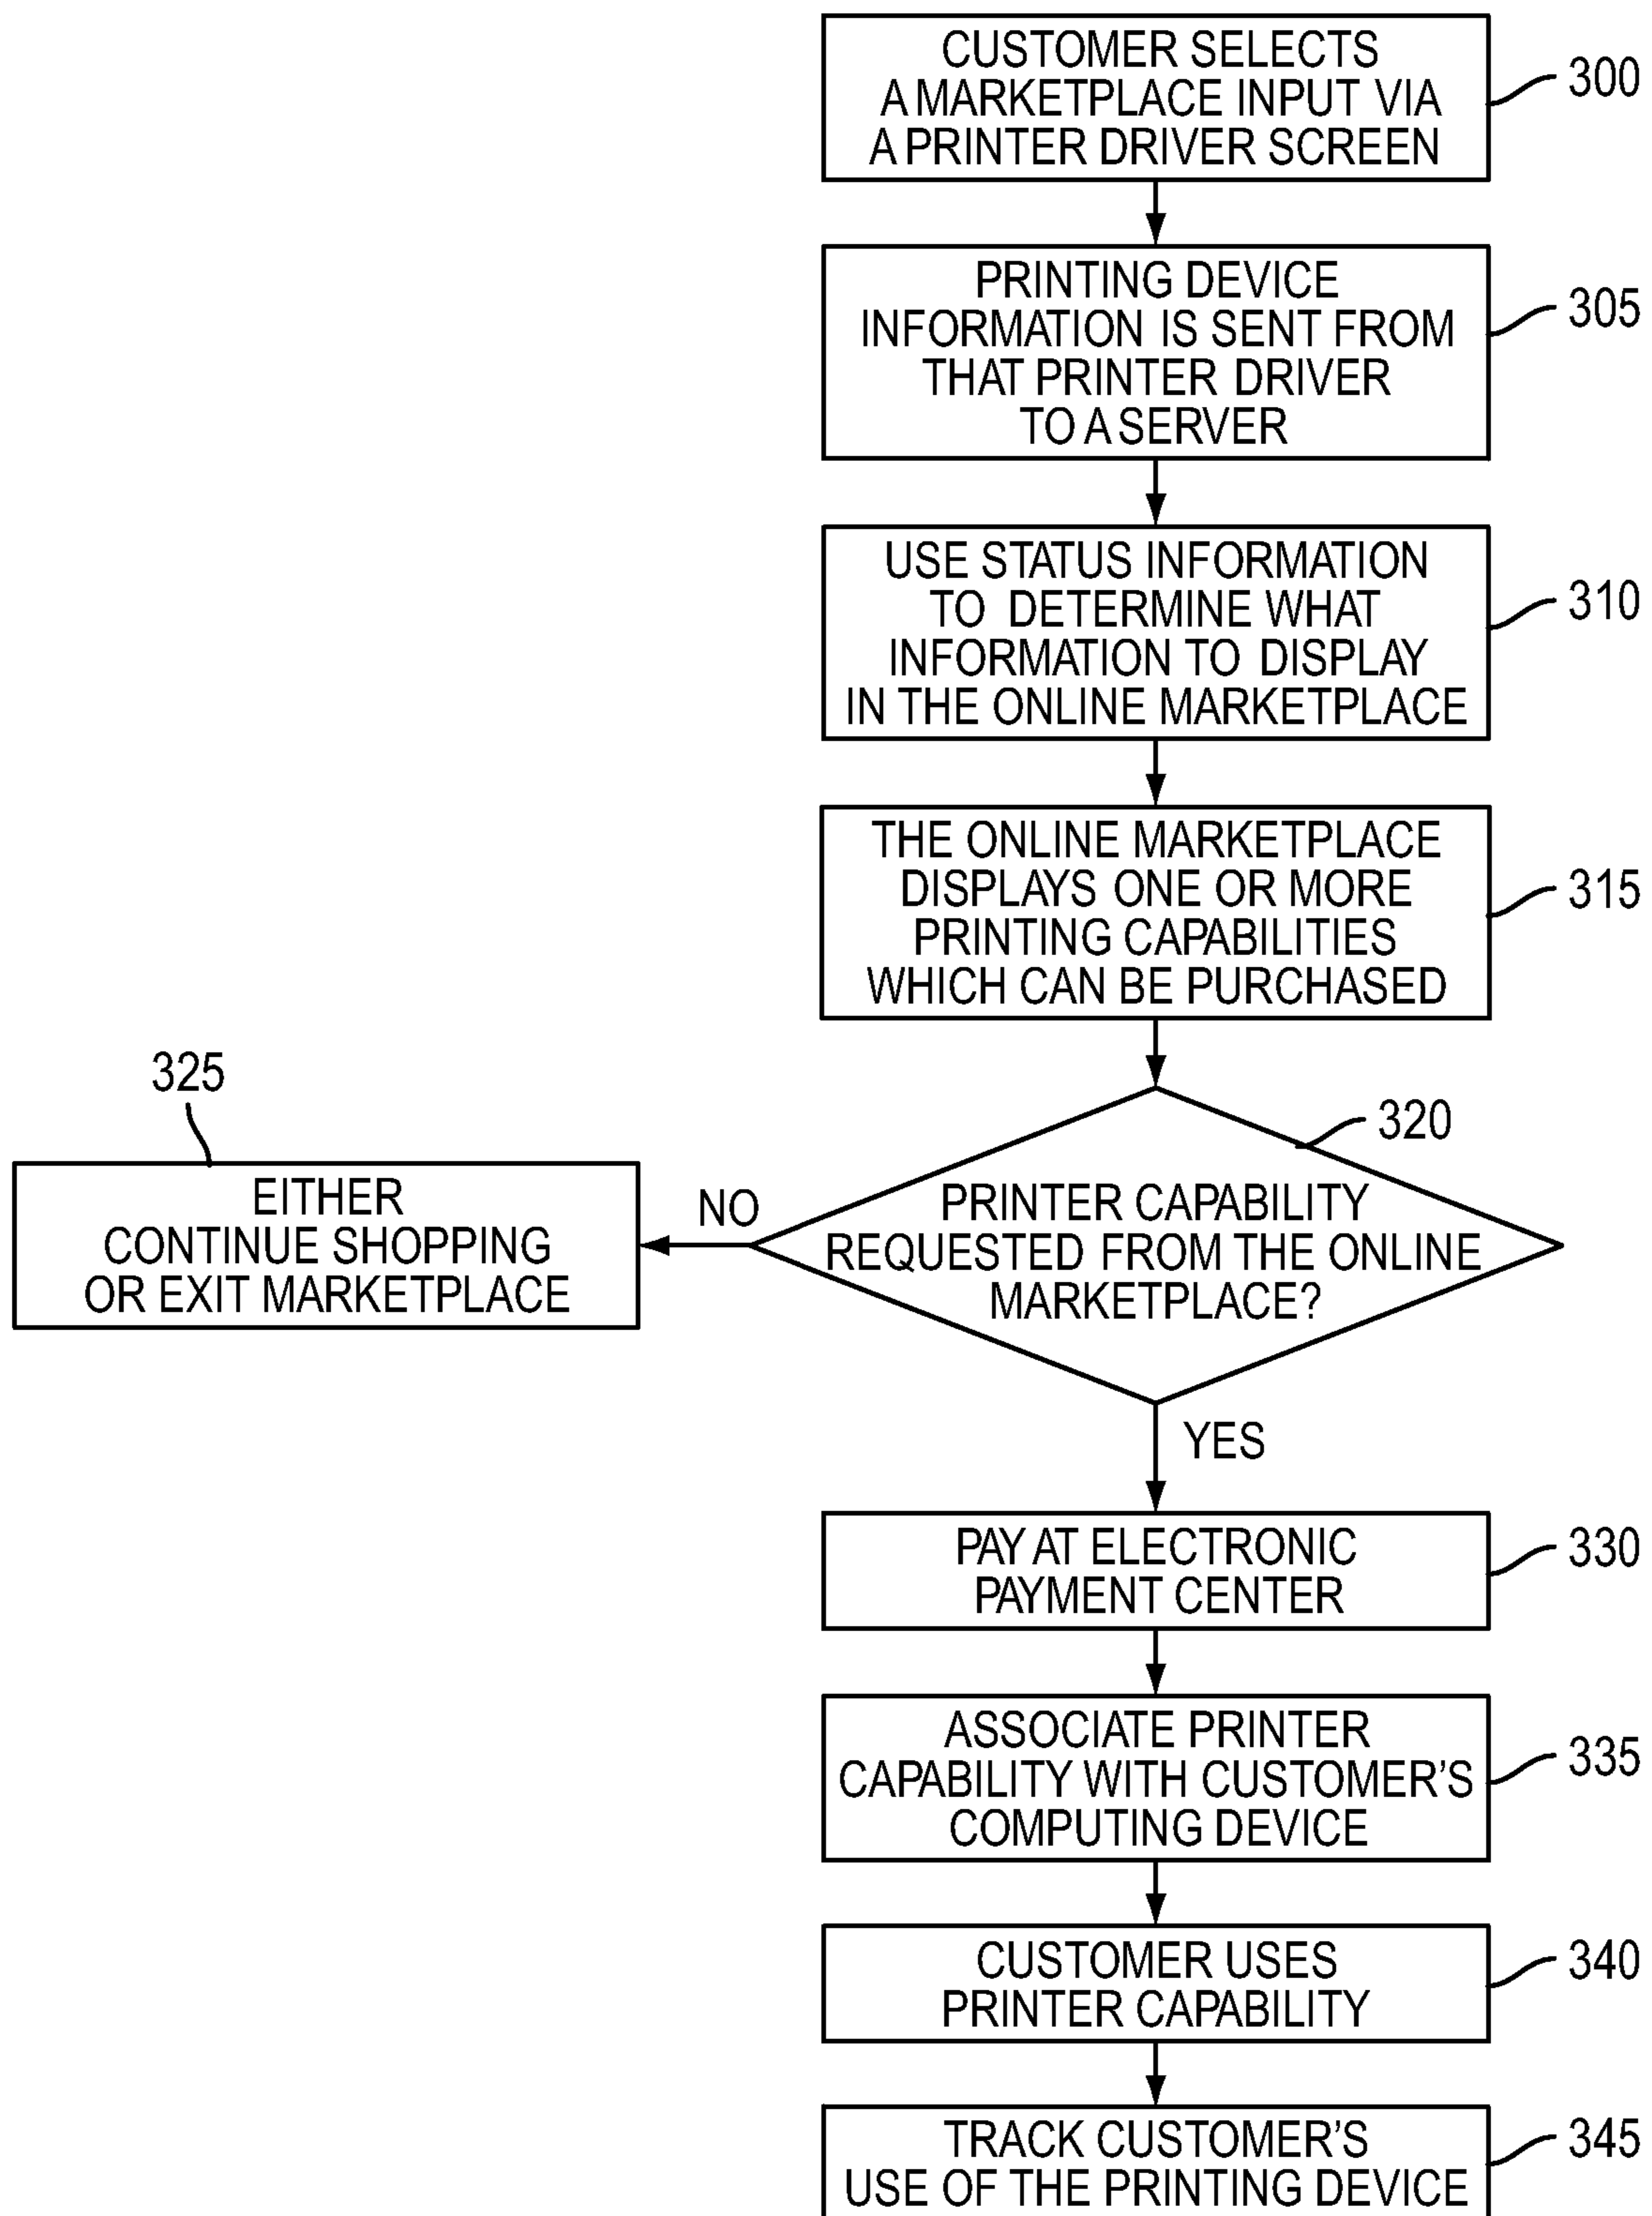 CUSTOMER SELECTS
A MARKETPLACE INPUT VIA
A PRINTER DRIVER SCREEN
300
PRINTING DEVICE
INFORMATION IS SENT FROM
THAT PRINTER DRIVER
TO A SERVER
305
USE STATUS INFORMATION
TO DETERMINE WHAT
INFORMATION TO DISPLAY
IN THE ONLINE MARKETPLACE
310
THE ONLINE MARKETPLACE
DISPLAYS ONE OR MORE
PRINTING CAPABILITIES
WHICH CAN BE PURCHASED
315
320
PRINTER CAPABILITY
REQUESTED FROM THE ONLINE
MARKETPLACE?
NO
325
EITHER
CONTINUE SHOPPING
OR EXIT MARKETPLACE
YES
PAY AT ELECTRONIC
PAYMENT CENTER
330
ASSOCIATE PRINTER
CAPABILITY WITH CUSTOMER'S
COMPUTING DEVICE
335
CUSTOMER USES
PRINTER CAPABILITY
340
TRACK CUSTOMER'S
USE OF THE PRINTING DEVICE
345